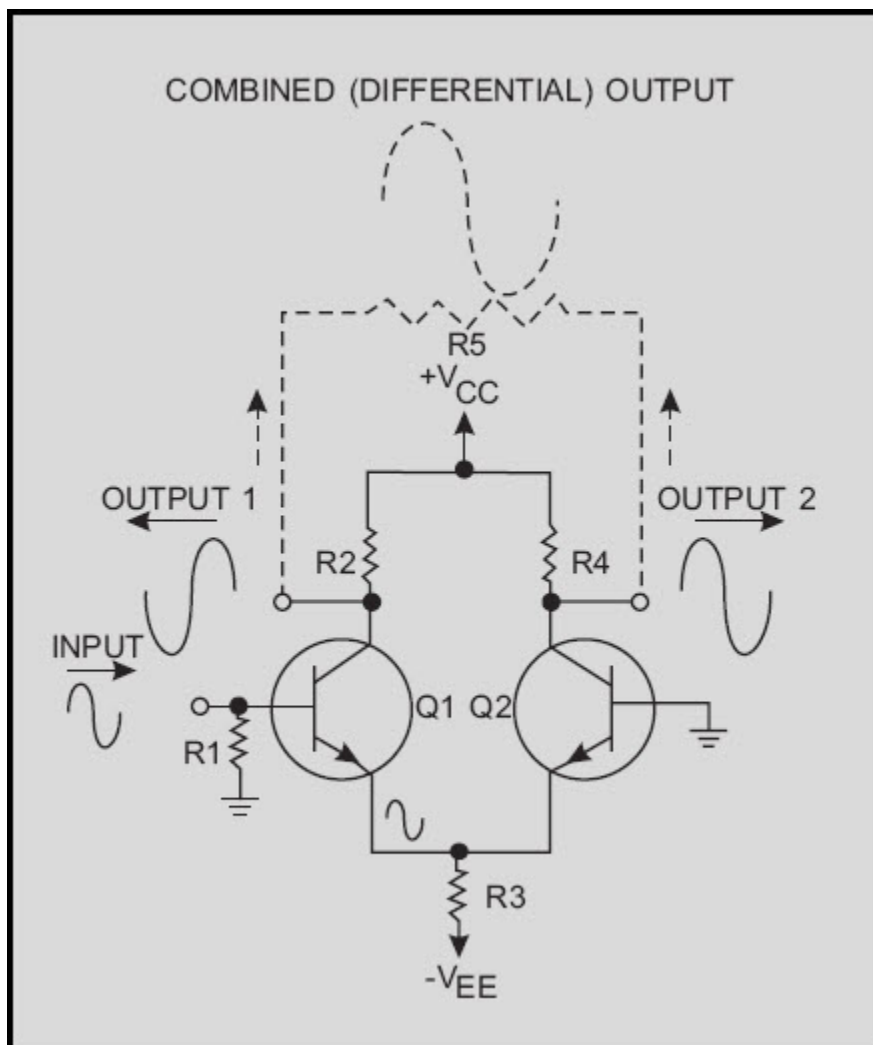 COMBINED (DIFFERENTIAL) OUTPUT
R5
+VCC
OUTPUT 1
OUTPUT 2
R2
R4
INPUT
Q1
Q2
R1
R3
-VEE